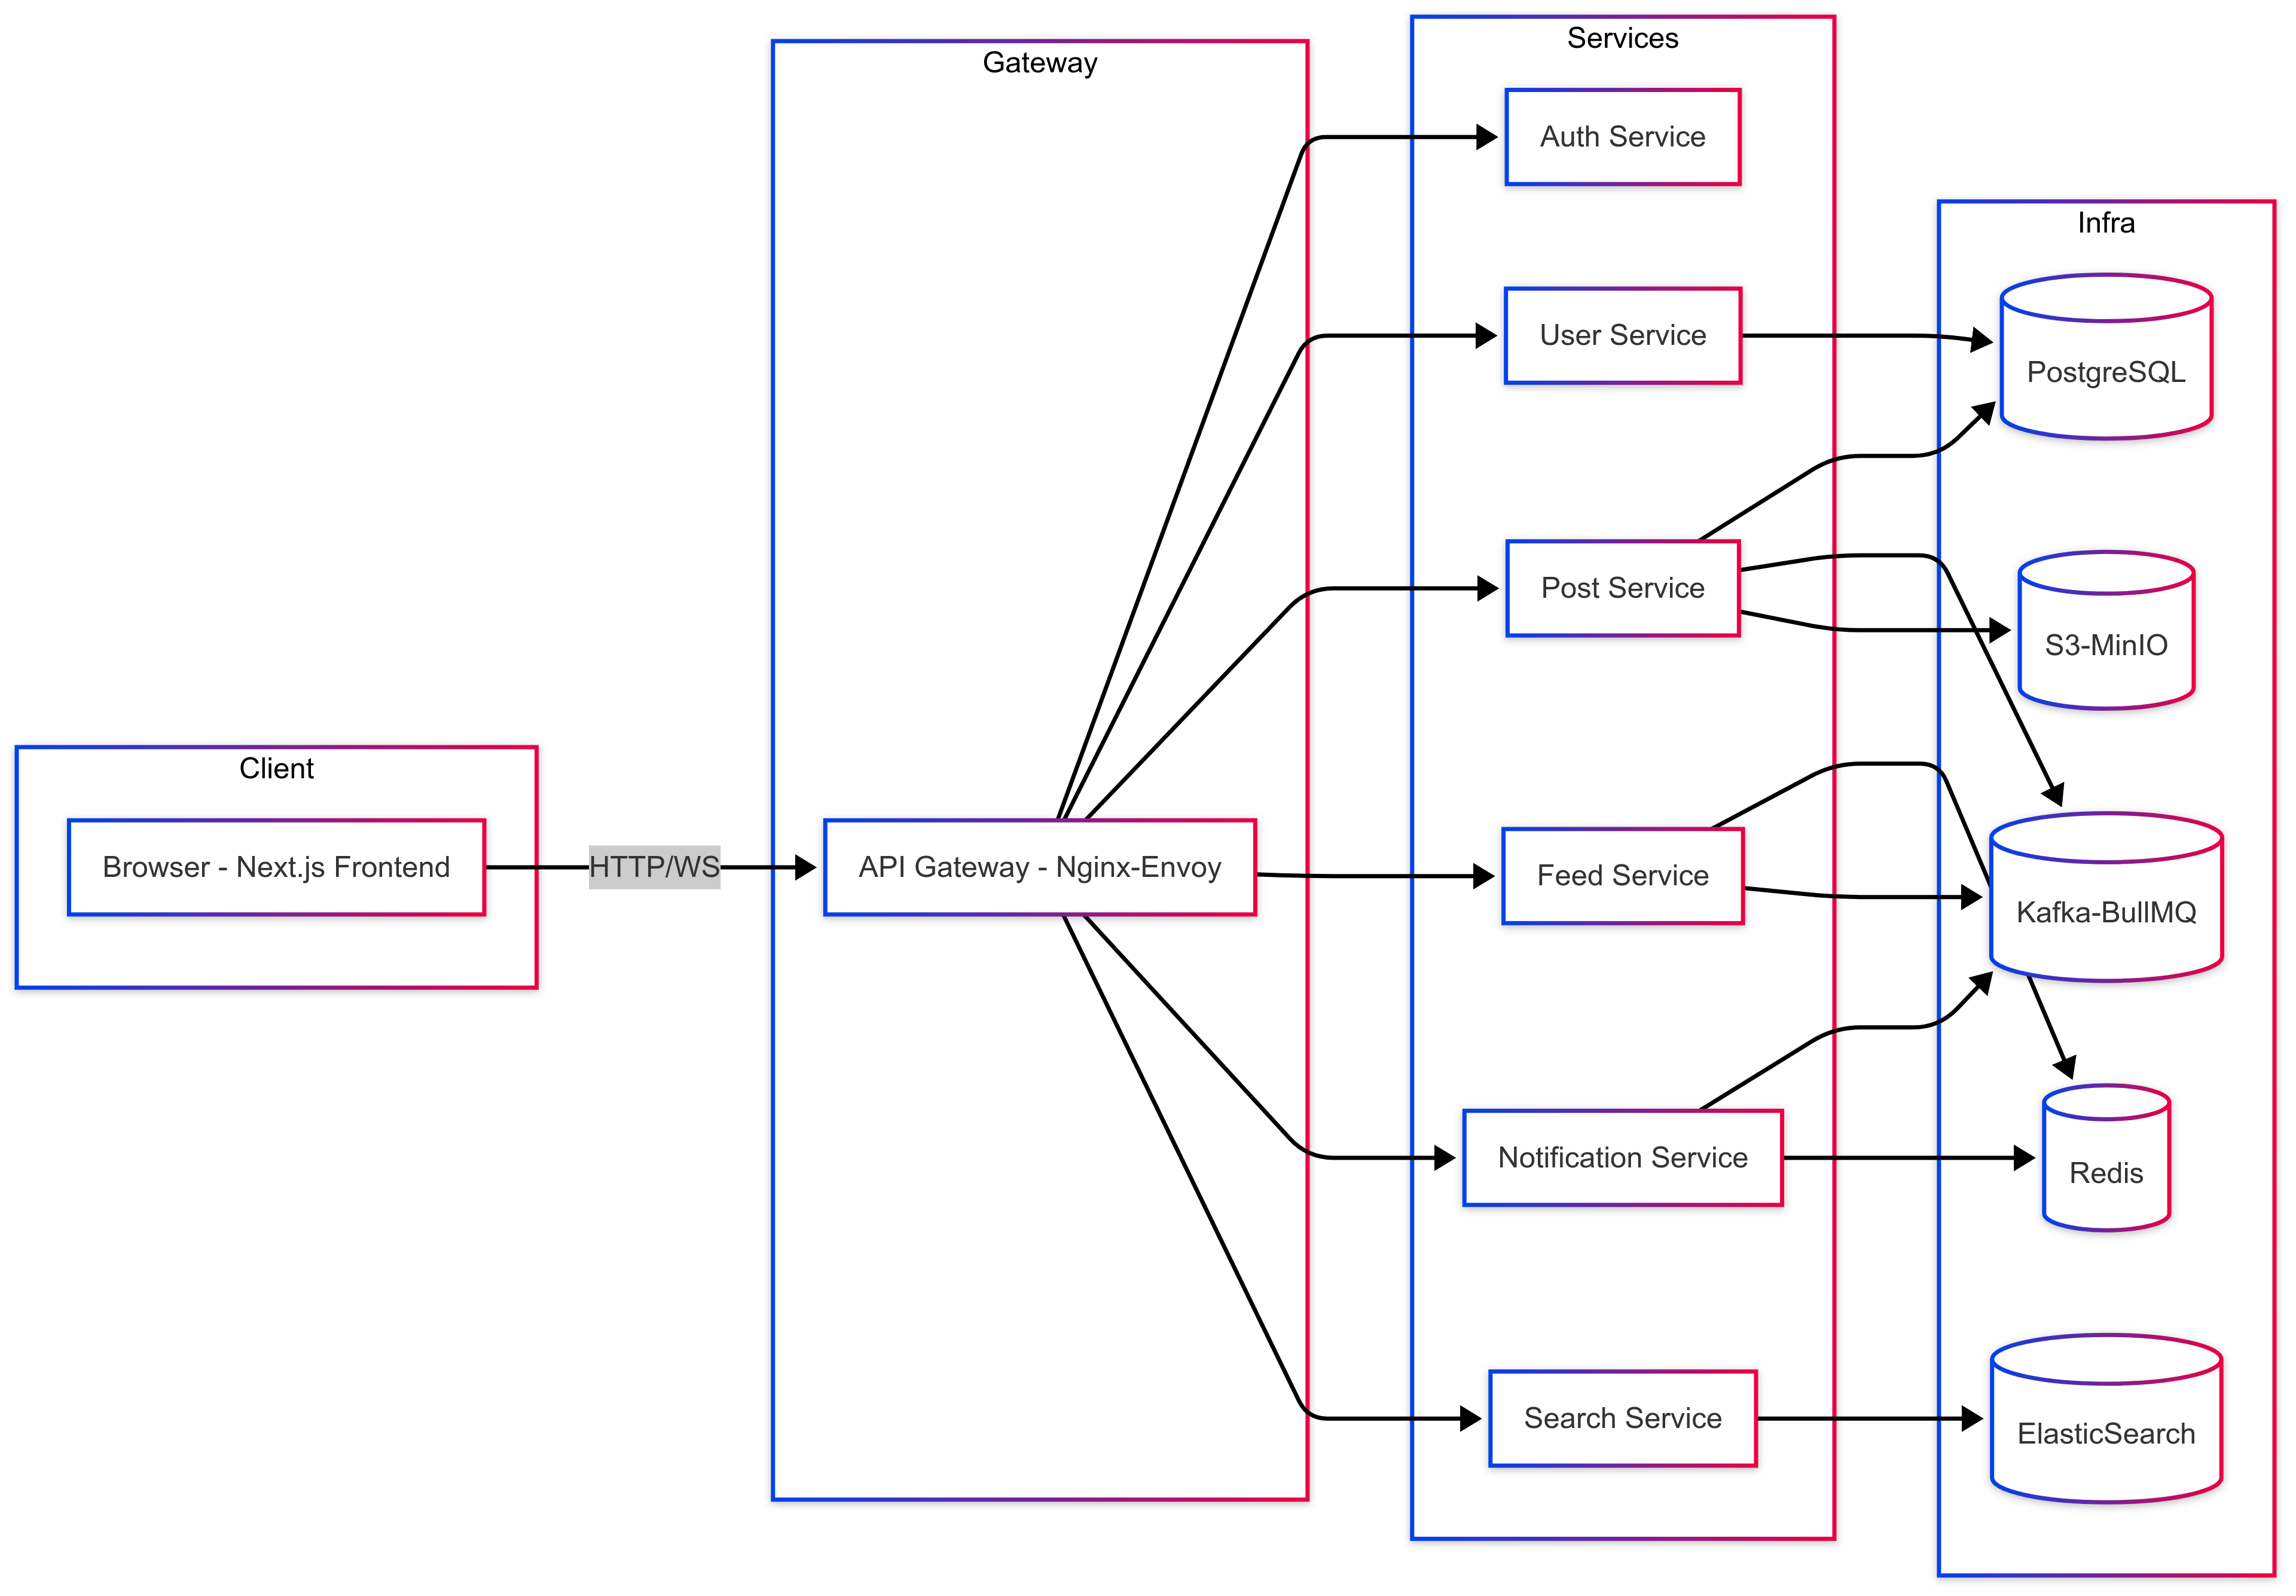 Client
Browser - Next.js Frontend
HTTP/WS
Gateway
API Gateway - Nginx-Envoy
Services
Auth Service
User Service
Post Service
Feed Service
Notification Service
Search Service
Infra
PostgreSQL
S3-MinIO
Kafka-BullMQ
Redis
ElasticSearch